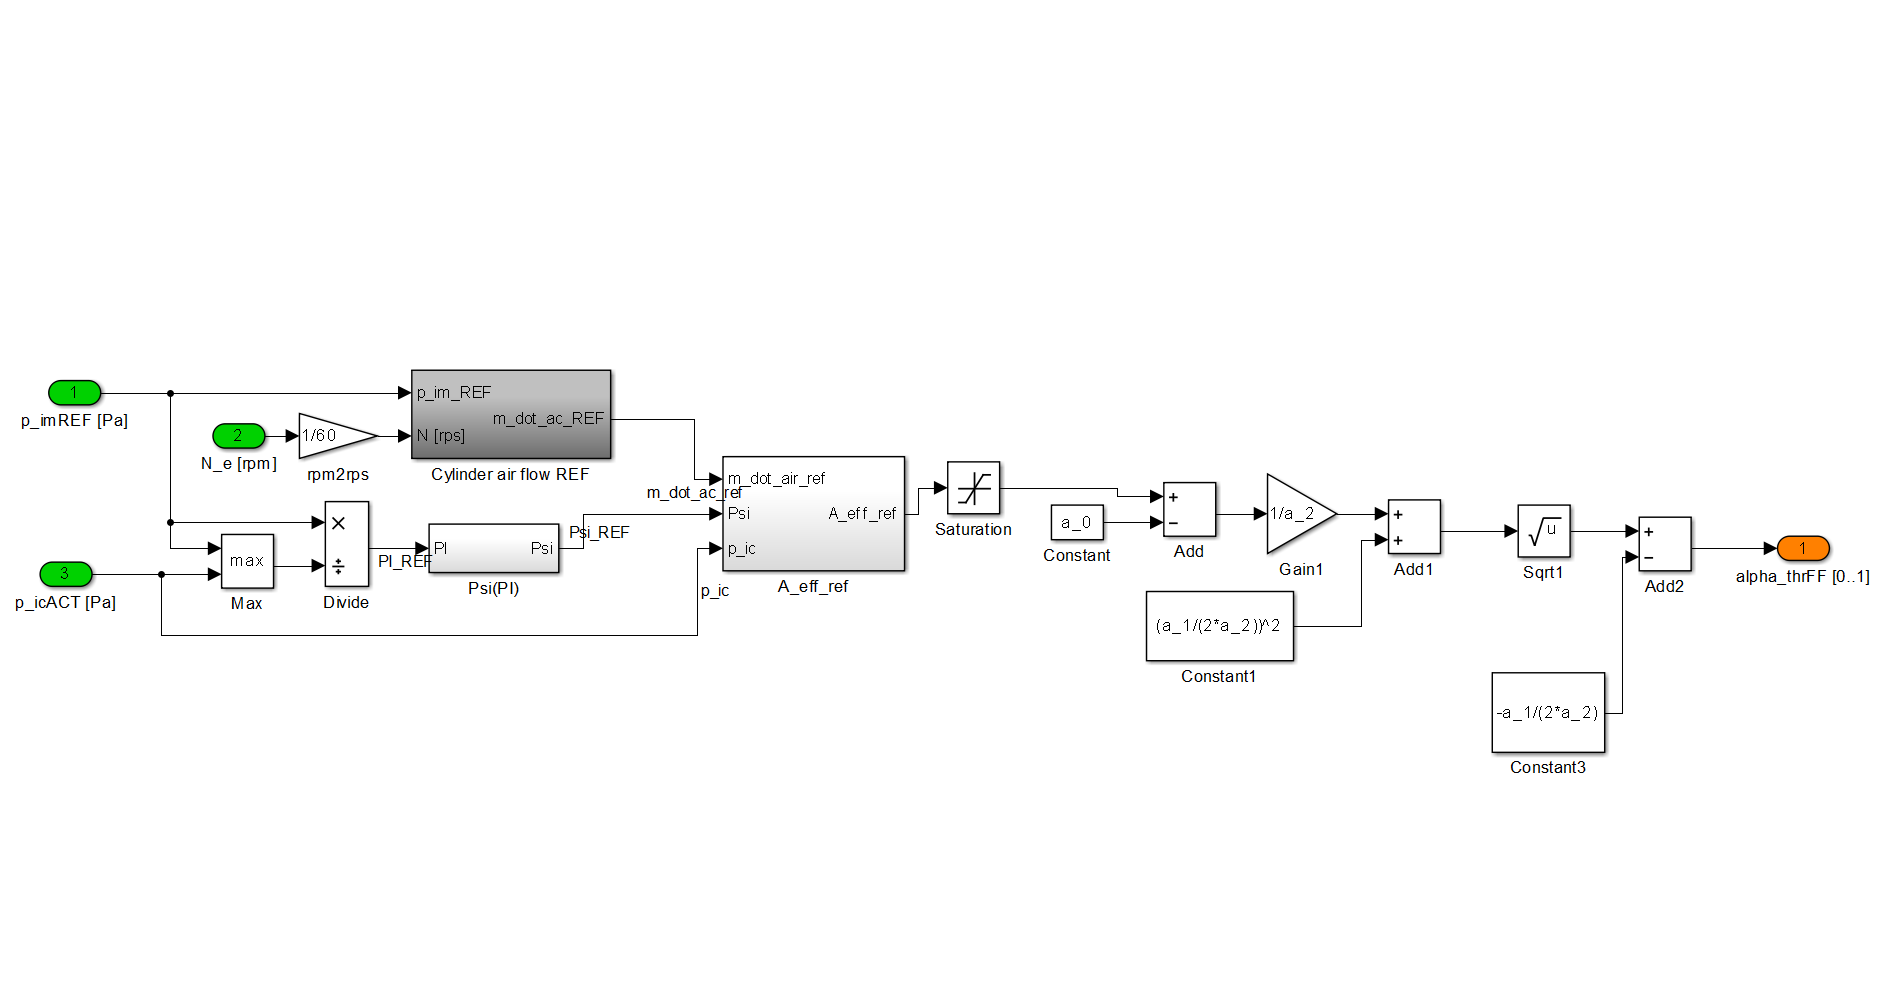 1
p_imREF [Pa]
2
N_e [rpm]
1/60
rpm2rps
p_im_REF
m_dot_ac_REF
N [rps]
Cylinder air flow REF
3
p_icACT [Pa]
max
Max
×
÷
Divide
PI_REF
PI
Psi
Psi(PI)
Psi_REF
m_dot_ac_ref
p_ic
m_dot_air_ref
Psi
A_eff_ref
p_ic
A_eff_ref
Saturation
a_0
Constant
+
−
Add
1/a_2
Gain1
(a_1/(2*a_2))^2
Constant1
+
+
Add1
√u
Sqrt1
-a_1/(2*a_2)
Constant3
+
−
Add2
1
alpha_thrFF [0..1]